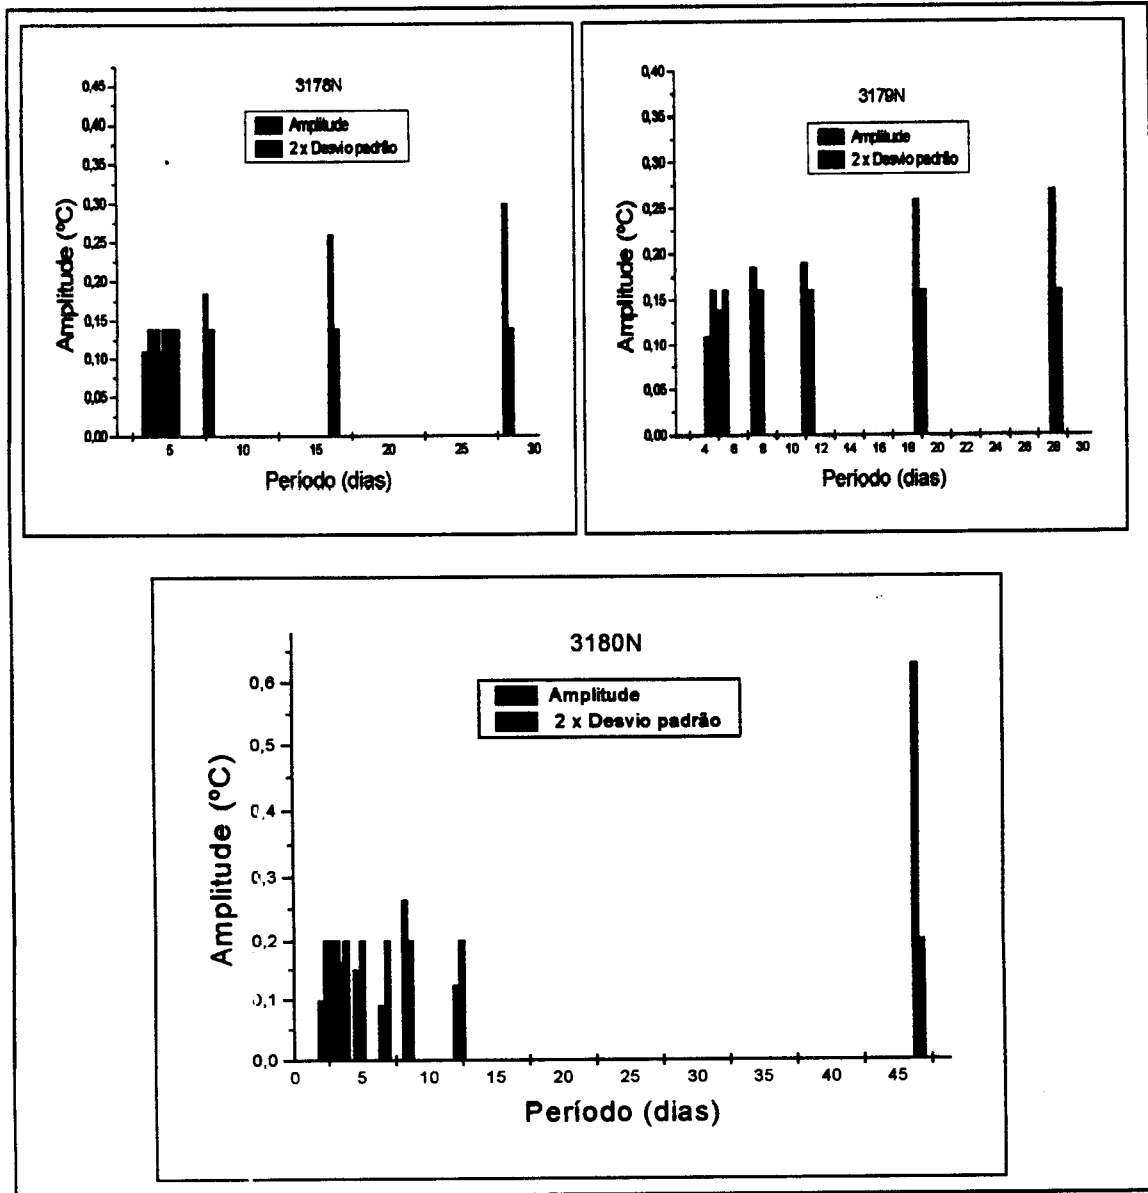 3178N
Amplitude
2 x Desvio padrão
Amplitude (ºC)
0,45
0,40
0,35
0,30
0,25
0,20
0,15
0,10
0,05
0,00
5 10 15 20 25 30
Período (dias)
3179N
Amplitude
2 x Desvio padrão
Amplitude (ºC)
0,40
0,35
0,30
0,25
0,20
0,15
0,10
0,05
0,00
4 6 8 10 12 14 16 18 20 22 24 26 28 30
Período (dias)
3180N
Amplitude
2 x Desvio padrão
Amplitude (ºC)
0,6
0,5
0,4
0,3
0,2
0,1
0,0
0 5 10 15 20 25 30 35 40 45
Período (dias)